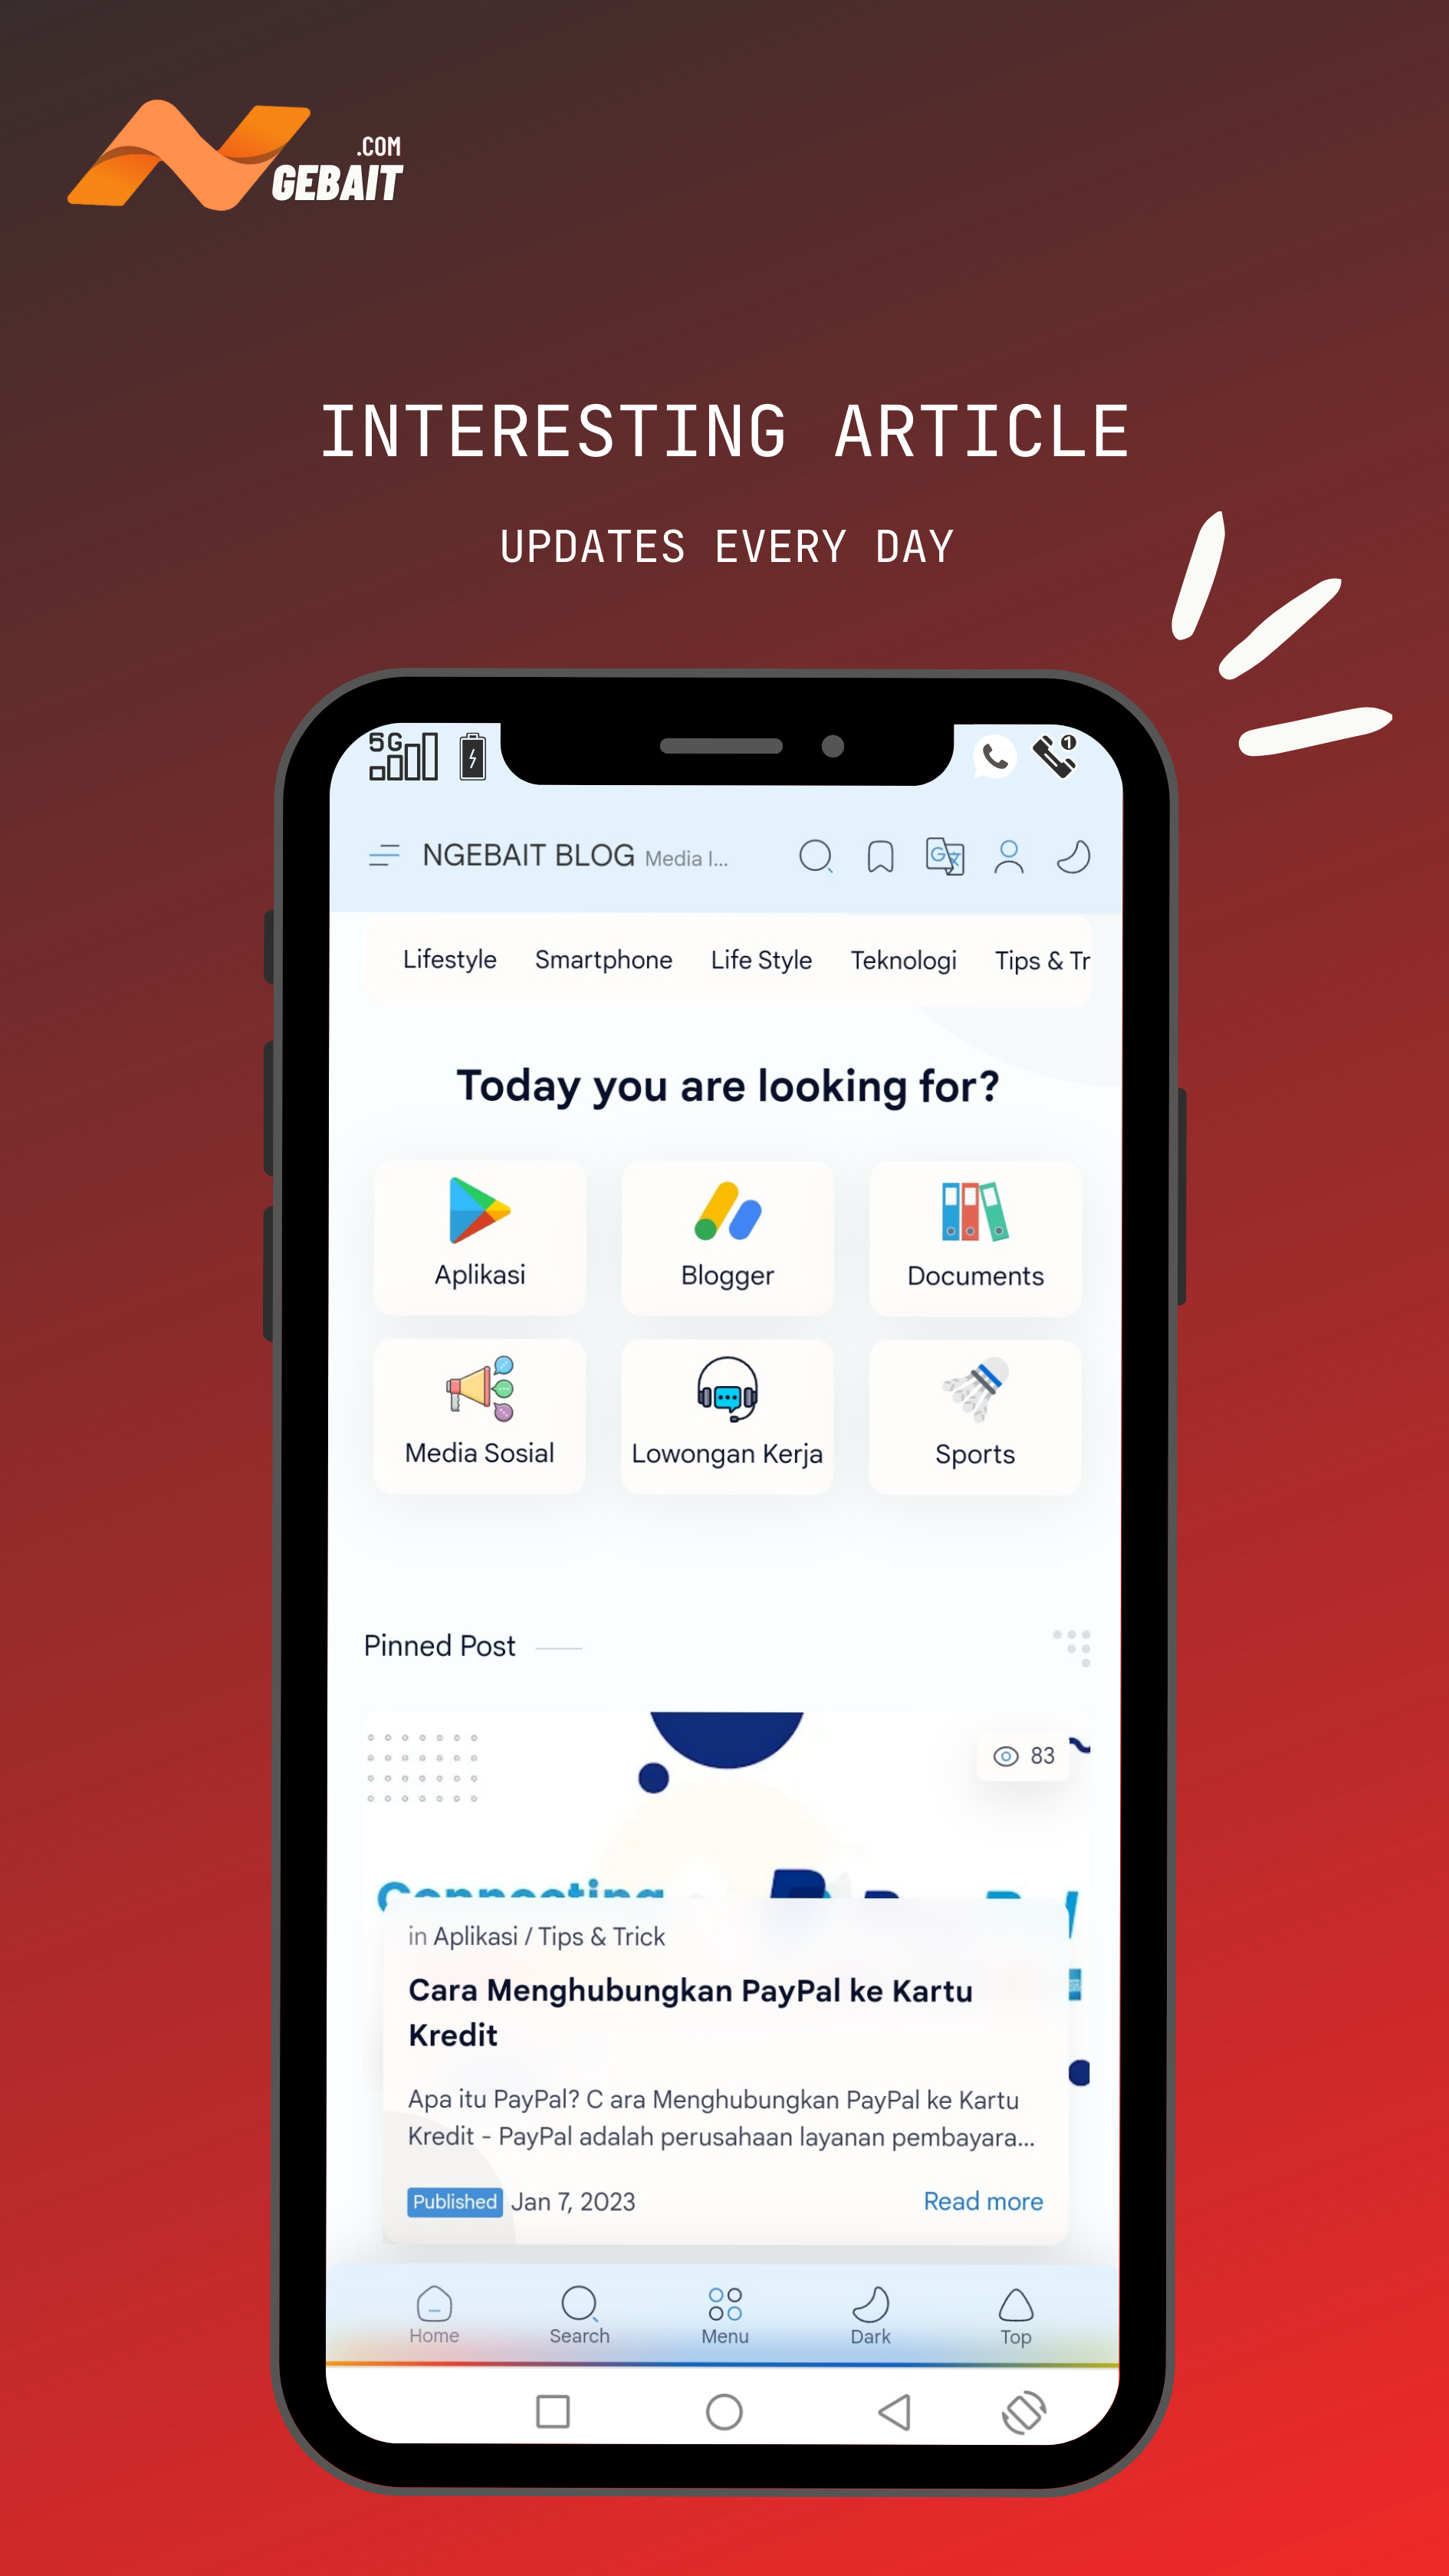 .COM
GEBAIT
INTERESTING ARTICLE
UPDATES EVERY DAY
5G
1
NGEBAIT BLOG Media I...
Lifestyle Smartphone Life Style Teknologi Tips & Tr
Today you are looking for?
Aplikasi Blogger Documents
Media Sosial Lowongan Kerja Sports
Pinned Post
83
Connecting
in Aplikasi / Tips & Trick
Cara Menghubungkan PayPal ke Kartu
Kredit
Apa itu PayPal? C ara Menghubungkan PayPal ke Kartu
Kredit - PayPal adalah perusahaan layanan pembayara...
Published Jan 7, 2023 Read more
Home Search Menu Dark Top